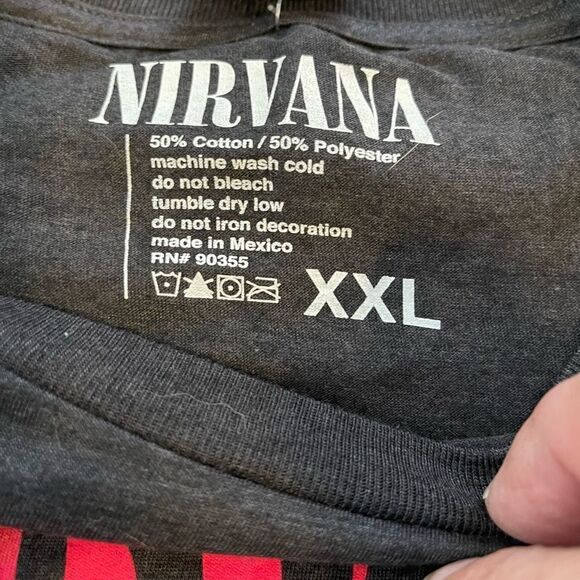 NIRVANA
50% Cotton / 50% Polyester
machine wash cold
do not bleach
tumble dry low
do not iron decoration
made in Mexico
RN# 90355
XXL